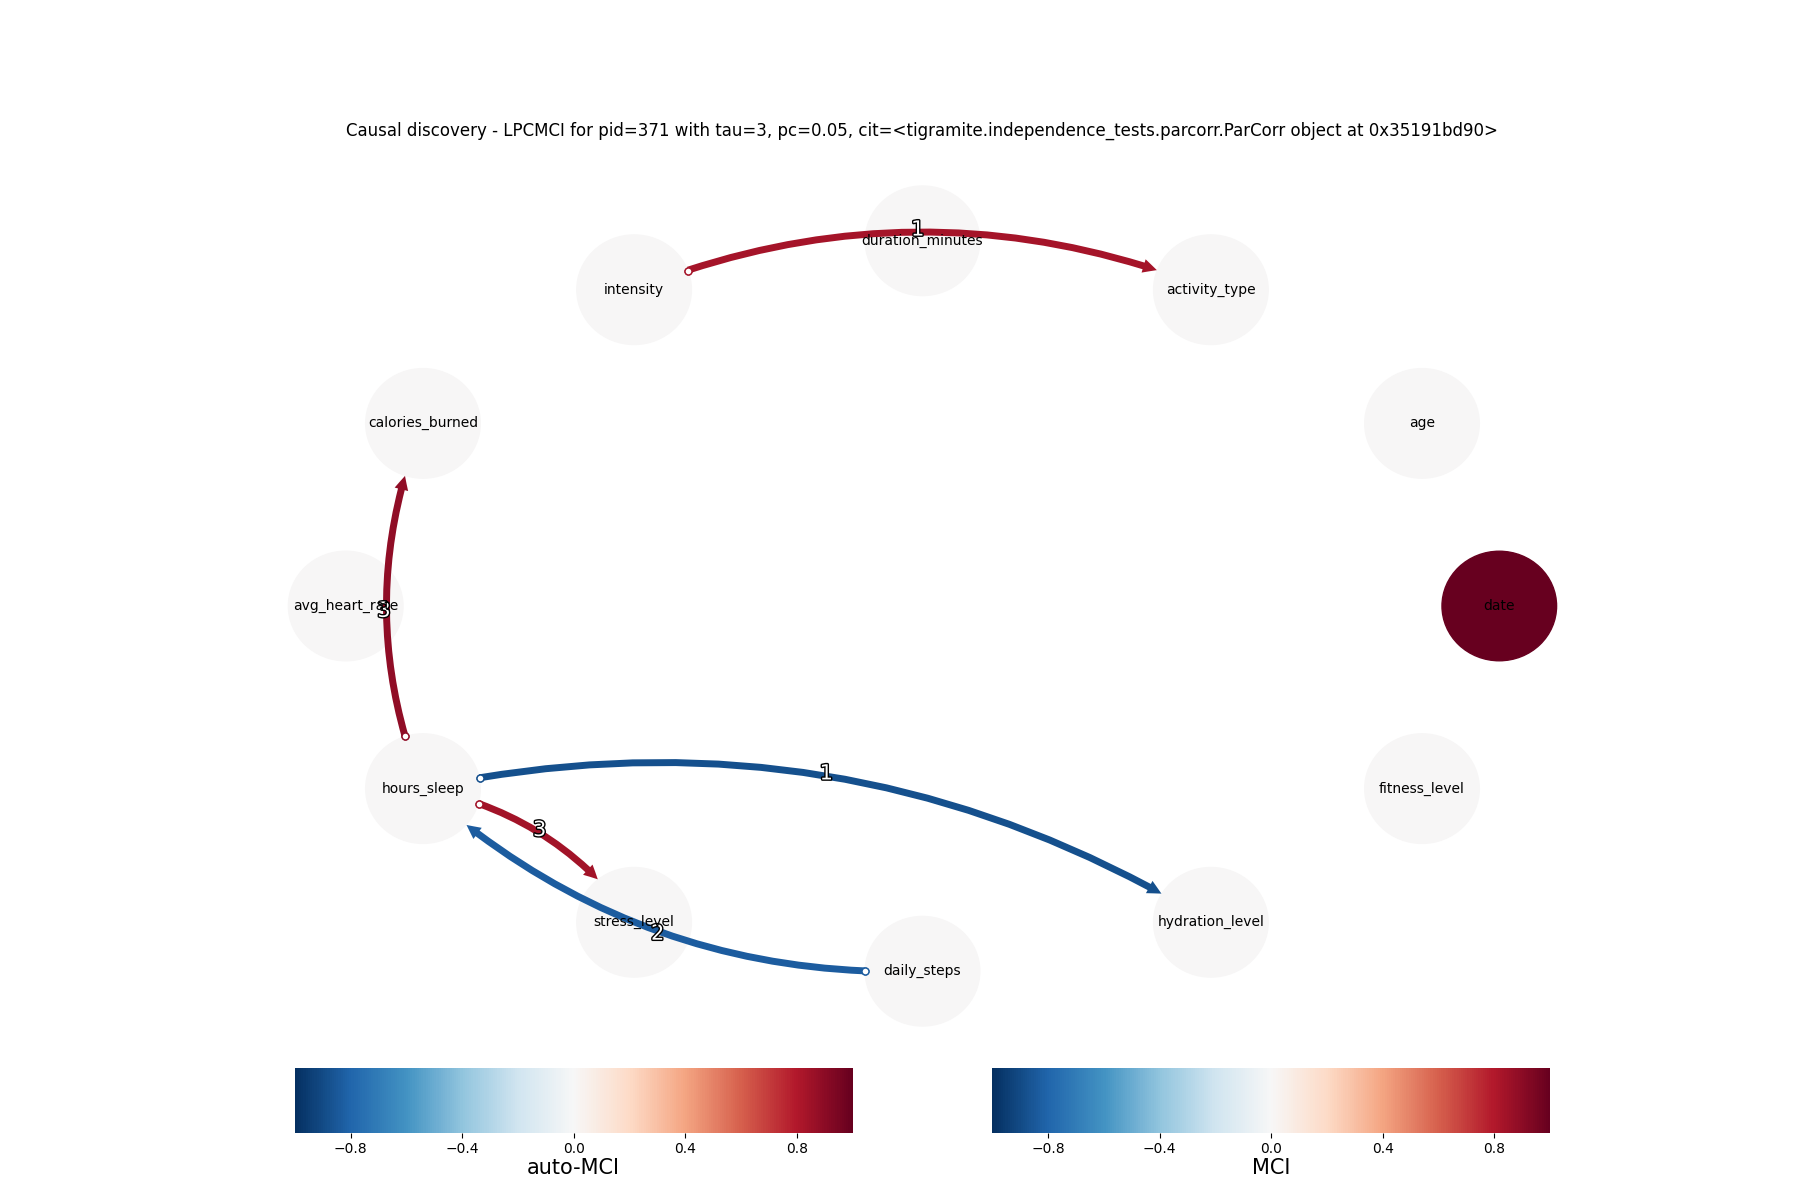 Causal discovery - LPCMCI for pid=371 with tau=3, pc=0.05, cit=<tigramite.independence_tests.parcorr.ParCorr object at 0x35191bd90>
1
duration_minutes
intensity
activity_type
calories_burned
age
avg_heart_rate
3
date
1
hours_sleep
fitness_level
3
stress_level
2
hydration_level
daily_steps
−0.8 −0.4 0.0 0.4 0.8
auto-MCI
−0.8 −0.4 0.0 0.4 0.8
MCI